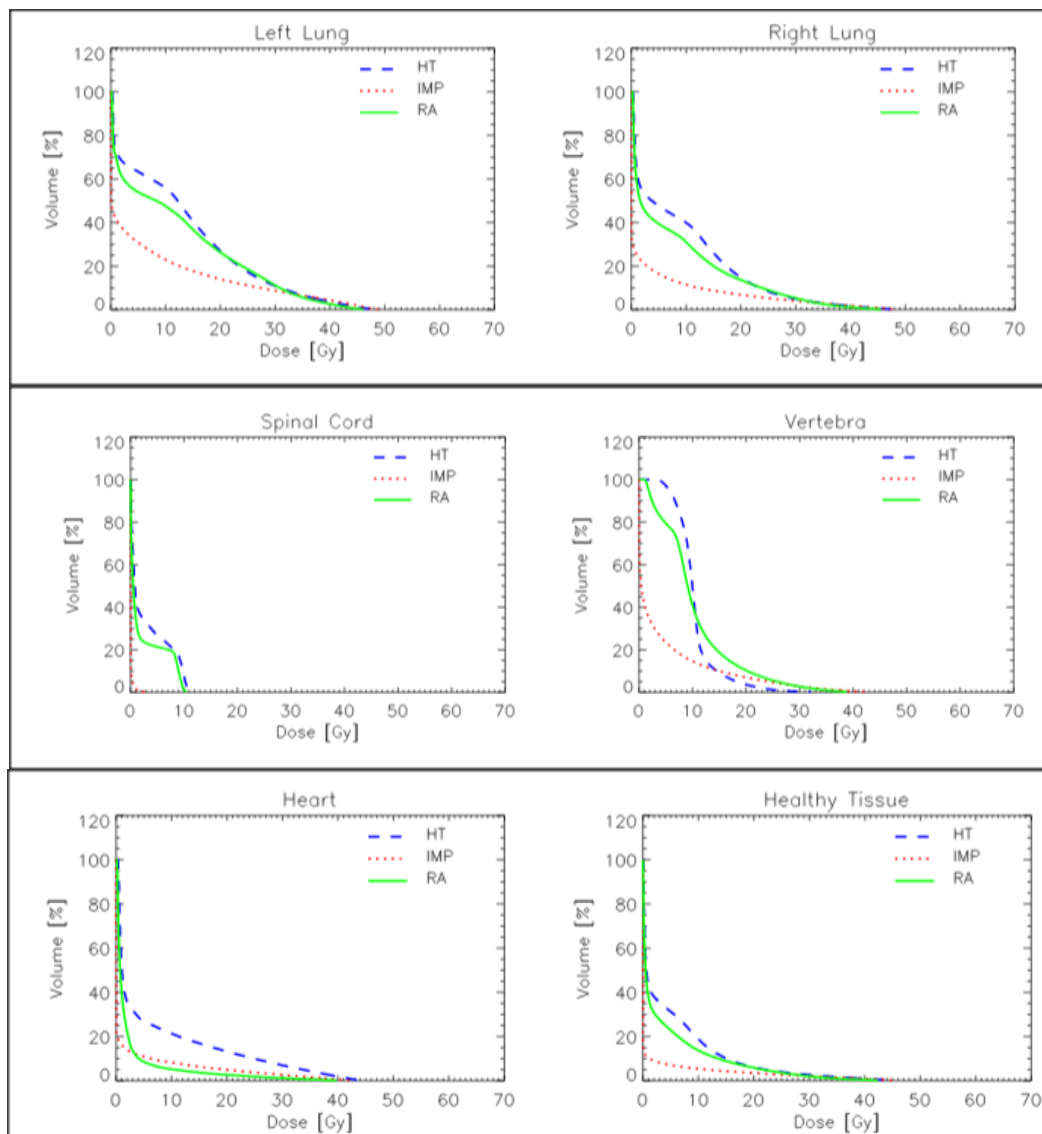 Left Lung
120
100
80
60
40
20
0
Volume [%]
HT
IMP
RA
0 10 20 30 40 50 60 70
Dose [Gy]
Right Lung
120
100
80
60
40
20
0
Volume [%]
HT
IMP
RA
0 10 20 30 40 50 60 70
Dose [Gy]
Spinal Cord
120
100
80
60
40
20
0
Volume [%]
HT
IMP
RA
0 10 20 30 40 50 60 70
Dose [Gy]
Vertebra
120
100
80
60
40
20
0
Volume [%]
HT
IMP
RA
0 10 20 30 40 50 60 70
Dose [Gy]
Heart
120
100
80
60
40
20
0
Volume [%]
HT
IMP
RA
0 10 20 30 40 50 60 70
Dose [Gy]
Healthy Tissue
120
100
80
60
40
20
0
Volume [%]
HT
IMP
RA
0 10 20 30 40 50 60 70
Dose [Gy]